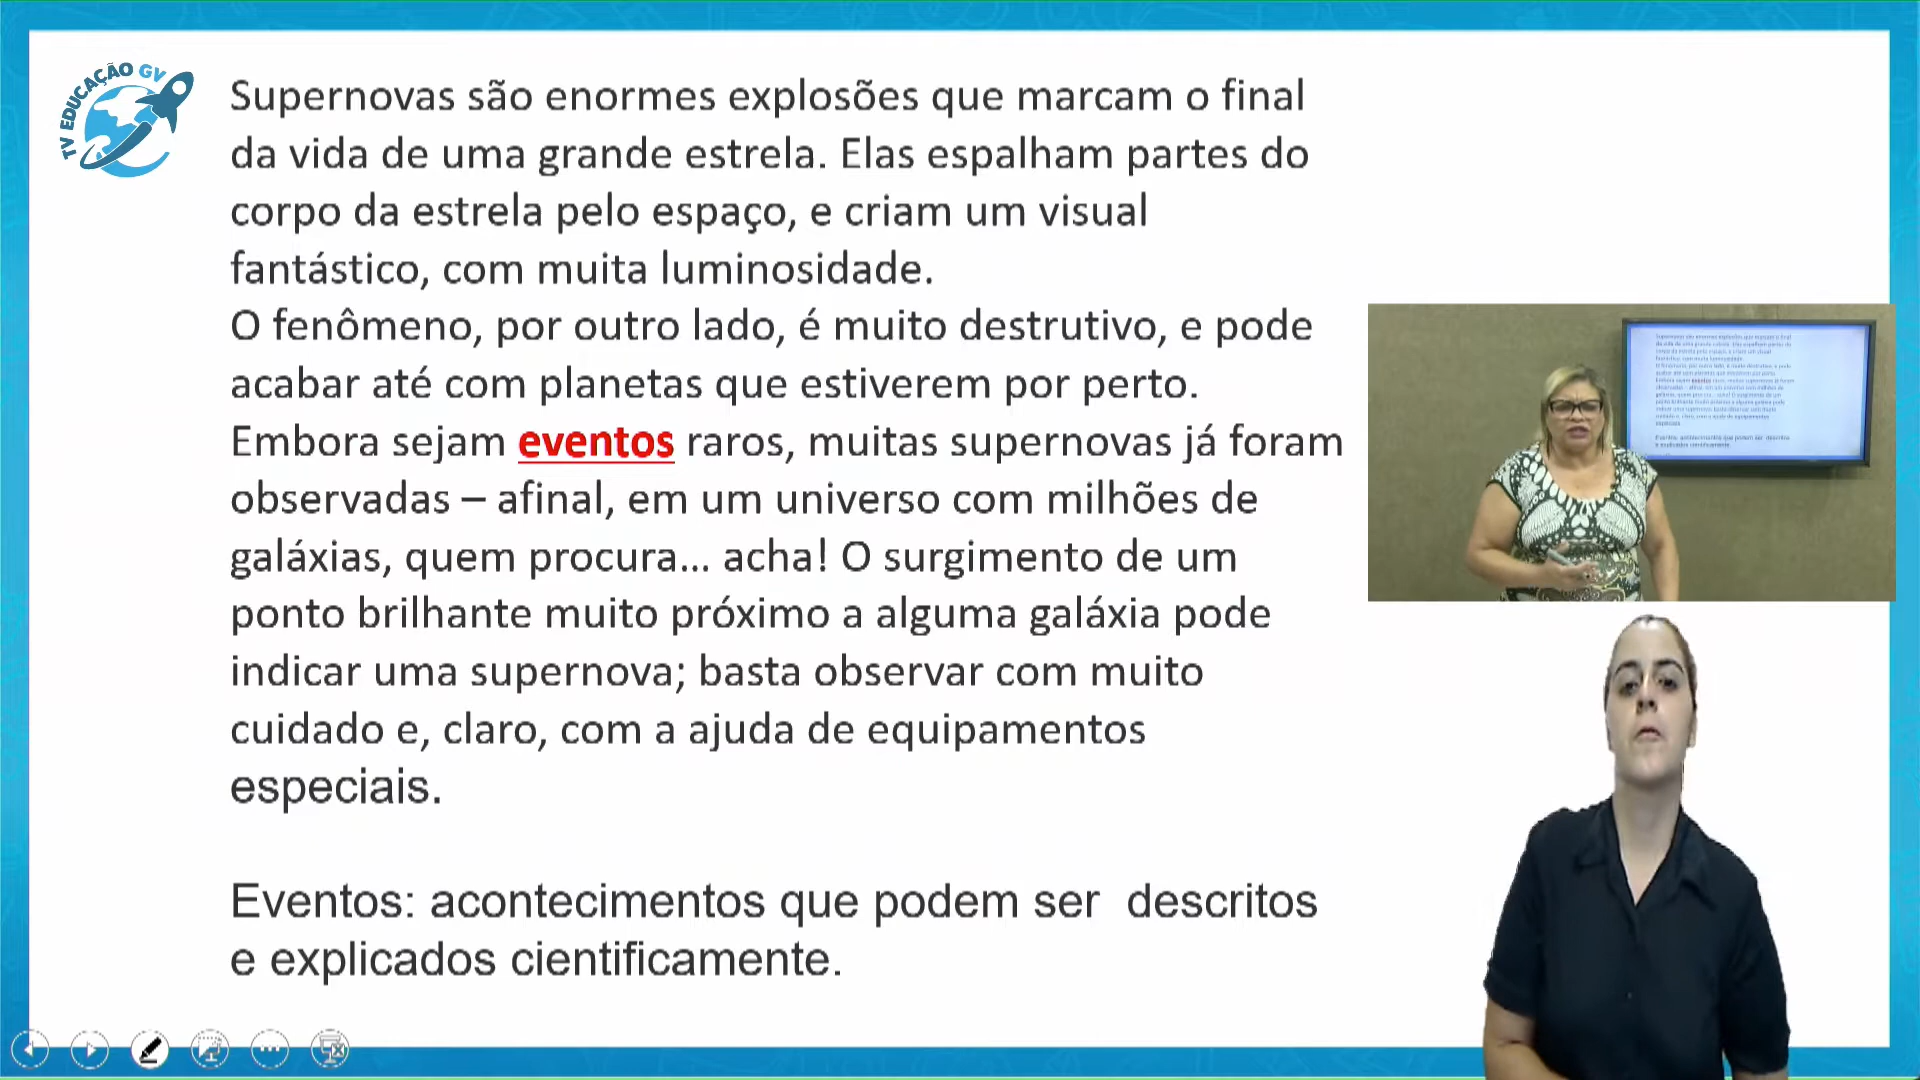 TV EDUCAÇÃO GV
Supernovas são enormes explosões que marcam o final
da vida de uma grande estrela. Elas espalham partes do
corpo da estrela pelo espaço, e criam um visual
fantástico, com muita luminosidade.
O fenômeno, por outro lado, é muito destrutivo, e pode
acabar até com planetas que estiverem por perto.
Embora sejam eventos raros, muitas supernovas já foram
observadas – afinal, em um universo com milhões de
galáxias, quem procura... acha! O surgimento de um
ponto brilhante muito próximo a alguma galáxia pode
indicar uma supernova; basta observar com muito
cuidado e, claro, com a ajuda de equipamentos
especiais.
Eventos: acontecimentos que podem ser  descritos
e explicados cientificamente.